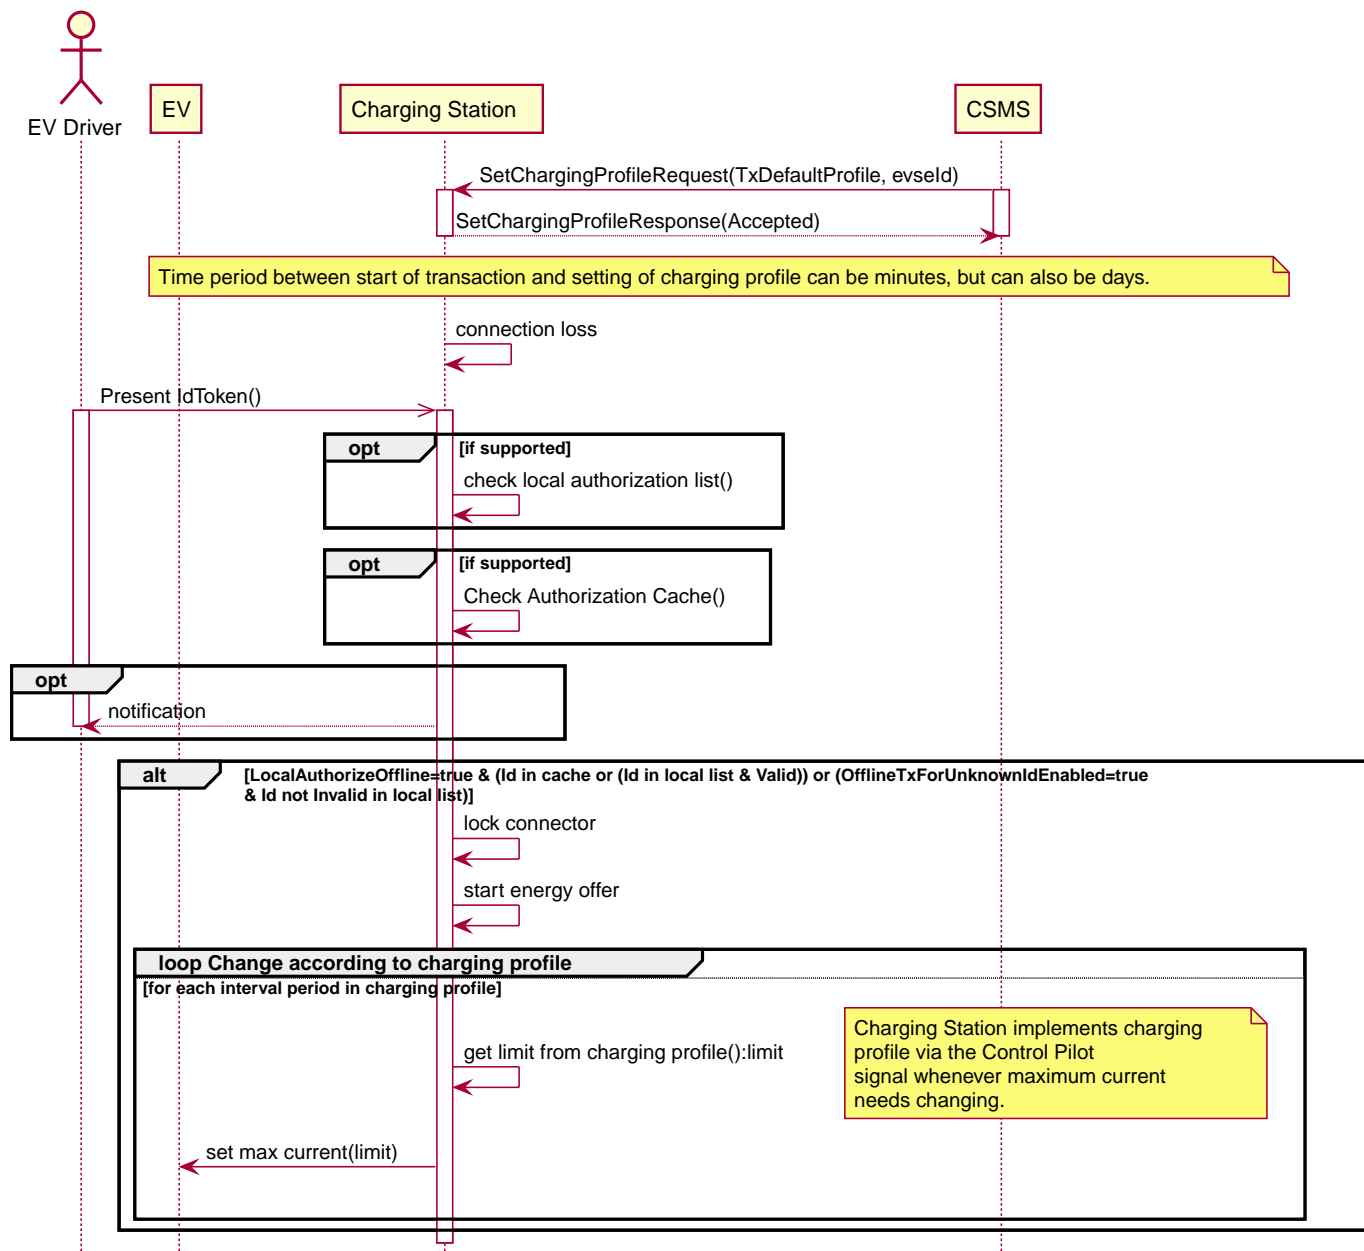 EV Driver
EV
Charging Station
CSMS
SetChargingProfileRequest(TxDefaultProfile, evseId)
SetChargingProfileResponse(Accepted)
Time period between start of transaction and setting of charging profile can be minutes, but can also be days.
connection loss
Present IdToken()
opt
[if supported]
check local authorization list()
opt
[if supported]
Check Authorization Cache()
opt
notification
alt
[LocalAuthorizeOffline=true & (Id in cache or (Id in local list & Valid)) or (OfflineTxForUnknownIdEnabled=true
& Id not Invalid in local list)]
lock connector
start energy offer
loop Change according to charging profile
[for each interval period in charging profile]
Charging Station implements charging
profile via the Control Pilot
signal whenever maximum current
needs changing.
get limit from charging profile():limit
set max current(limit)